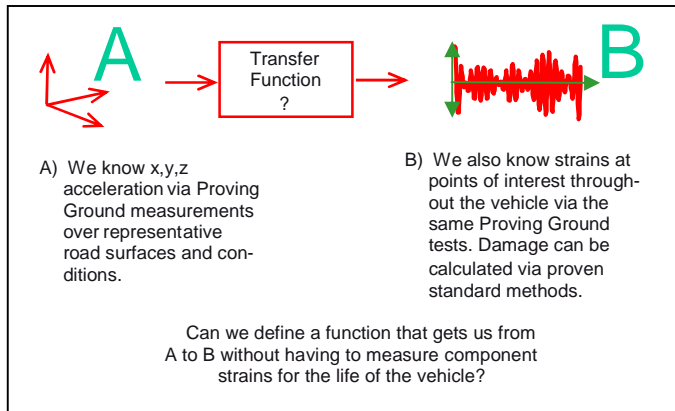 A
Transfer
Function
?
B
A) We know x,y,z
acceleration via Proving
Ground measurements
over representative
road surfaces and con-
ditions.
B) We also know strains at
points of interest through-
out the vehicle via the
same Proving Ground
tests. Damage can be
calculated via proven
standard methods.
Can we define a function that gets us from
A to B without having to measure component
strains for the life of the vehicle?